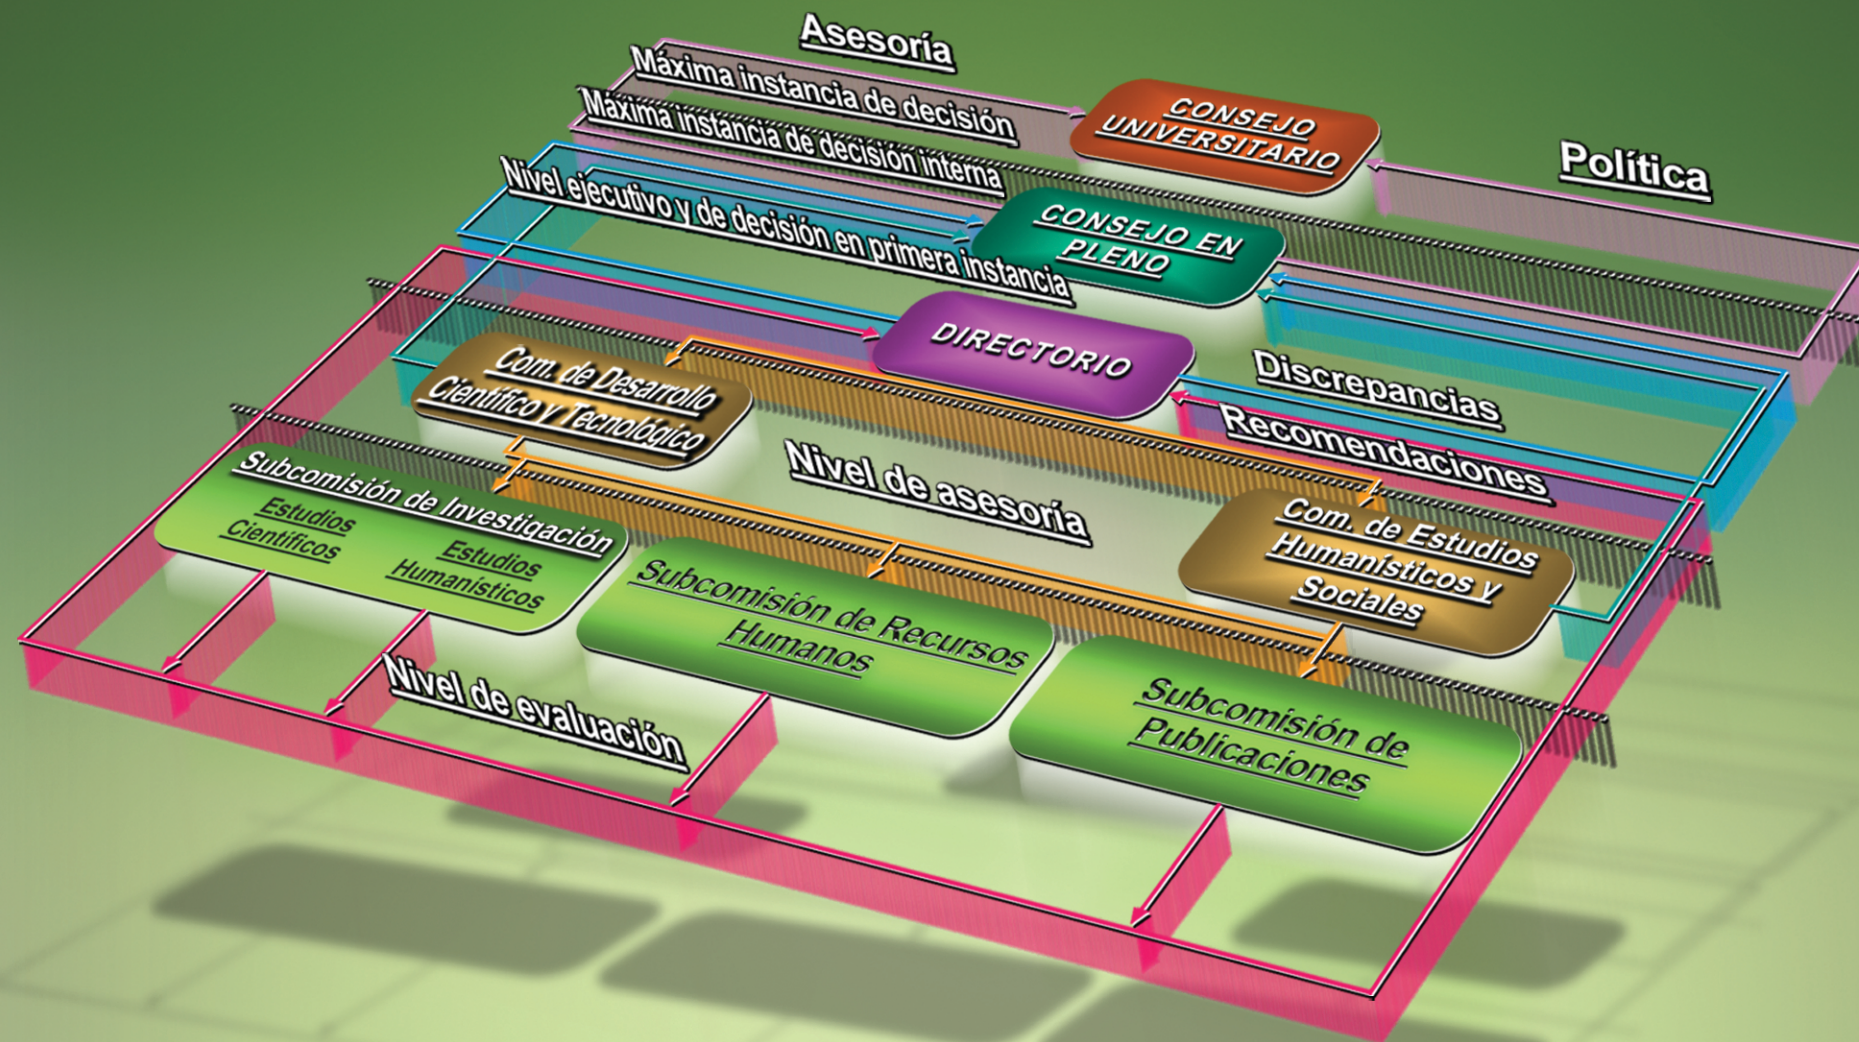 Asesoría
Máxima instancia de decisión
CONSEJO
UNIVERSITARIO
Política
Máxima instancia de decisión interna
CONSEJO EN
PLENO
Nivel ejecutivo y de decisión en primera instancia
DIRECTORIO
Discrepancias
Recomendaciones
Com. de Desarrollo
Científico y Tecnológico
Nivel de asesoría
Com. de Estudios
Humanísticos y
Sociales
Subcomisión de Investigación
Estudios
Científicos
Estudios
Humanísticos
Subcomisión de Recursos
Humanos
Subcomisión de
Publicaciones
Nivel de evaluación